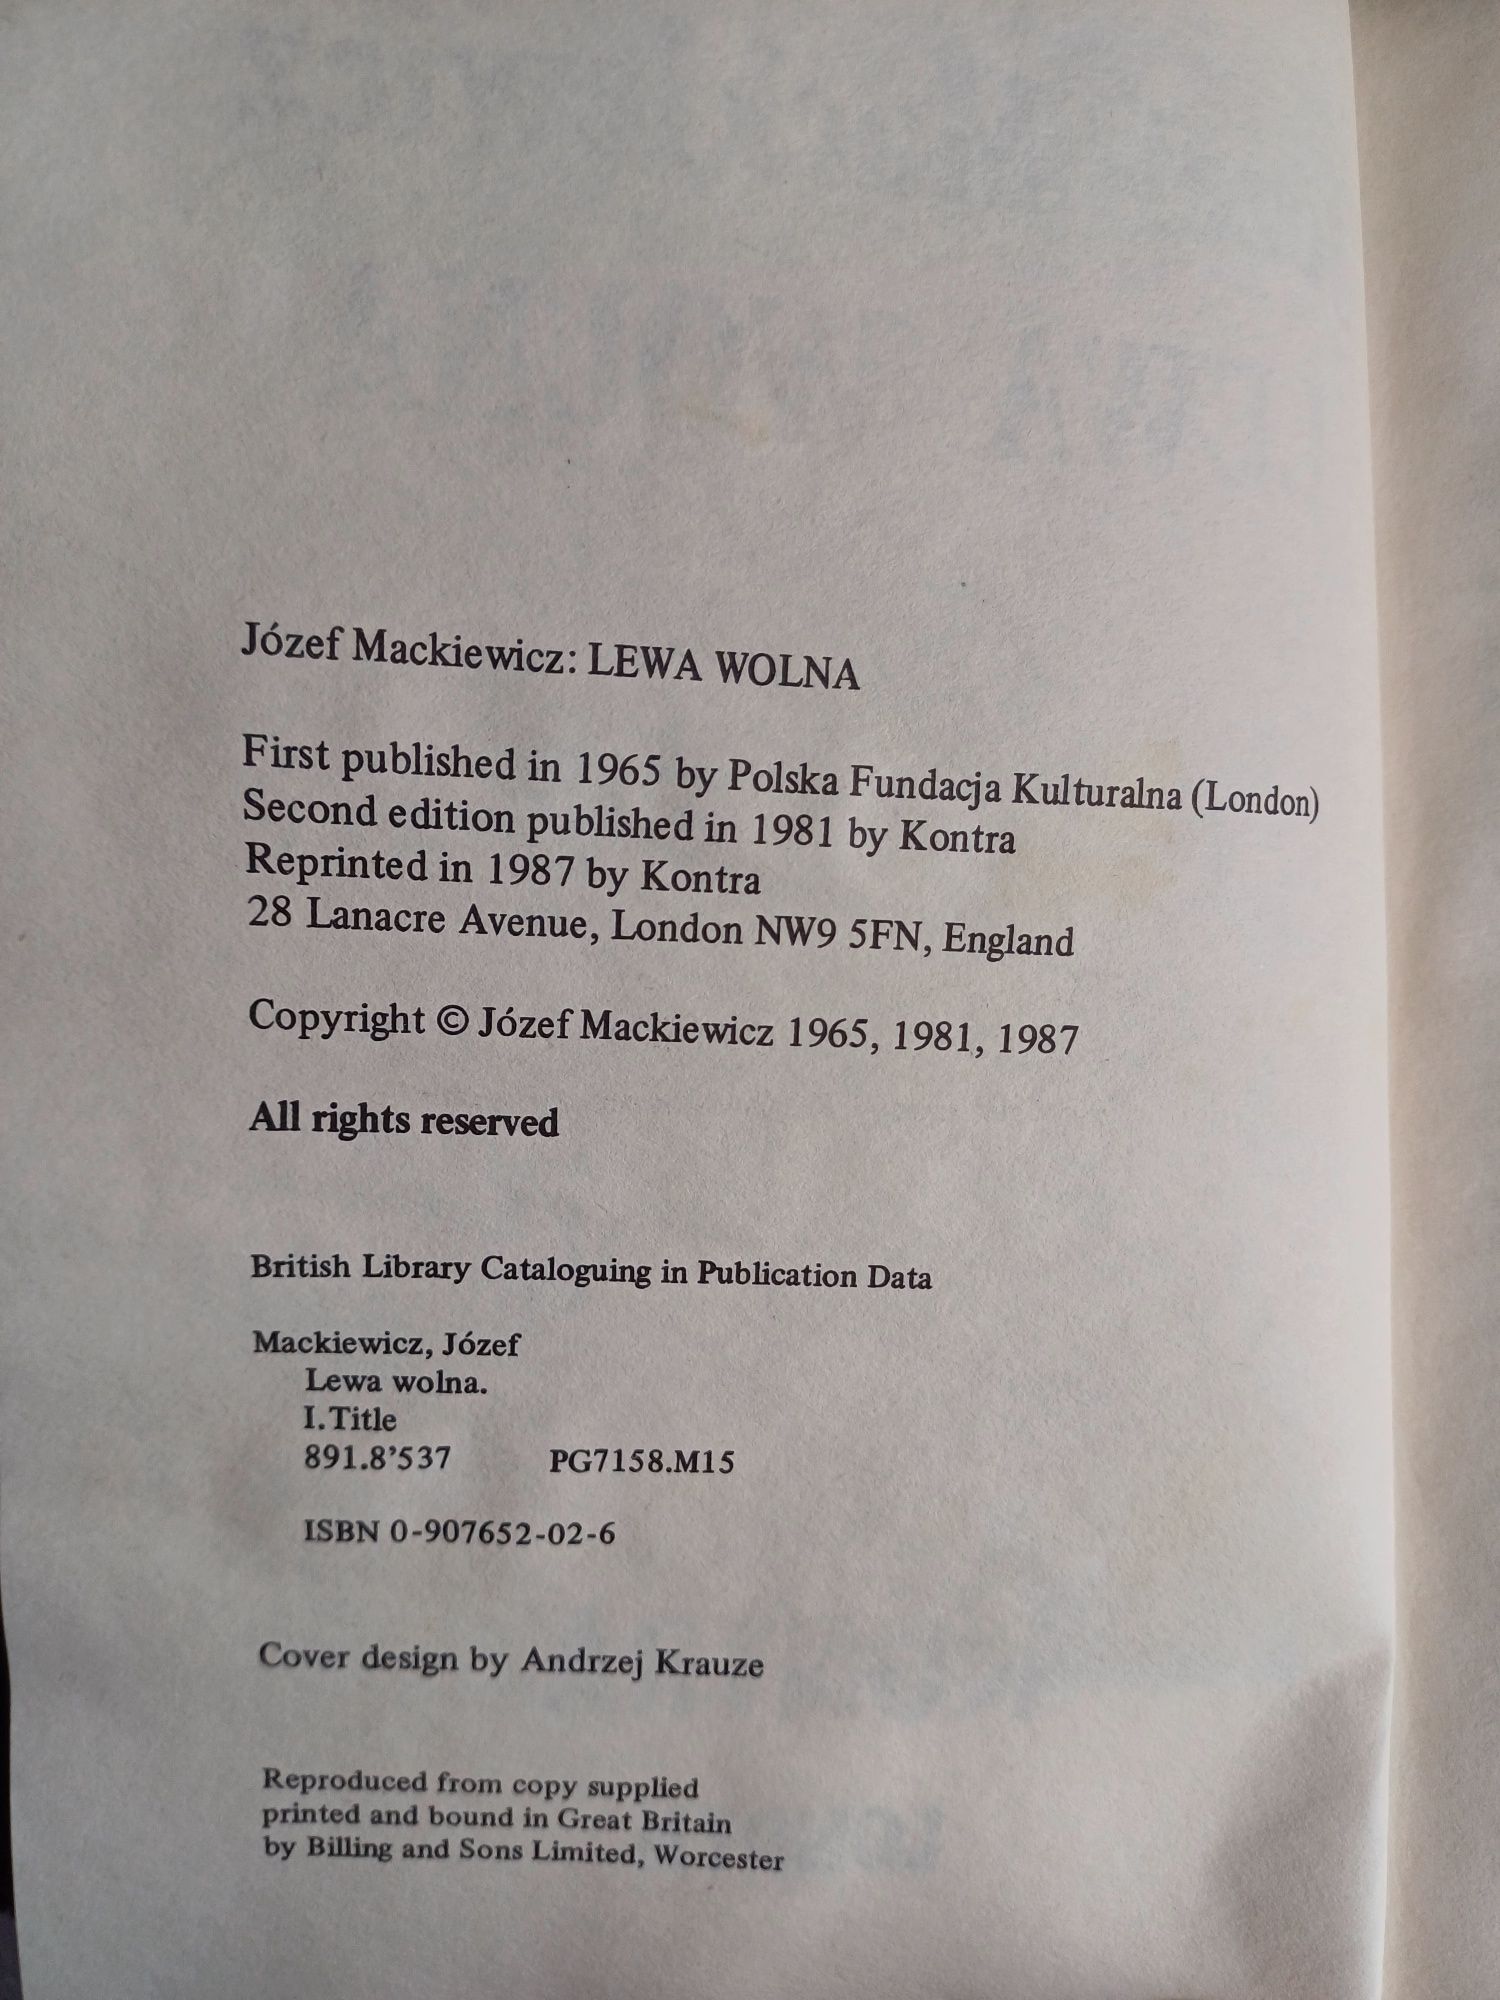 Józef Mackiewicz: LEWA WOLNA
First published in 1965 by Polska Fundacja Kulturalna (London)
Second edition published in 1981 by Kontra
Reprinted in 1987 by Kontra
28 Lanacre Avenue, London NW9 5FN, England
Copyright © Józef Mackiewicz 1965, 1981, 1987
All rights reserved
British Library Cataloguing in Publication Data
Mackiewicz, Józef
Lewa wolna.
I. Title
891.8’537 PG7158.M15
ISBN 0-907652-02-6
Cover design by Andrzej Krauze
Reproduced from copy supplied
printed and bound in Great Britain
by Billing and Sons Limited, Worcester